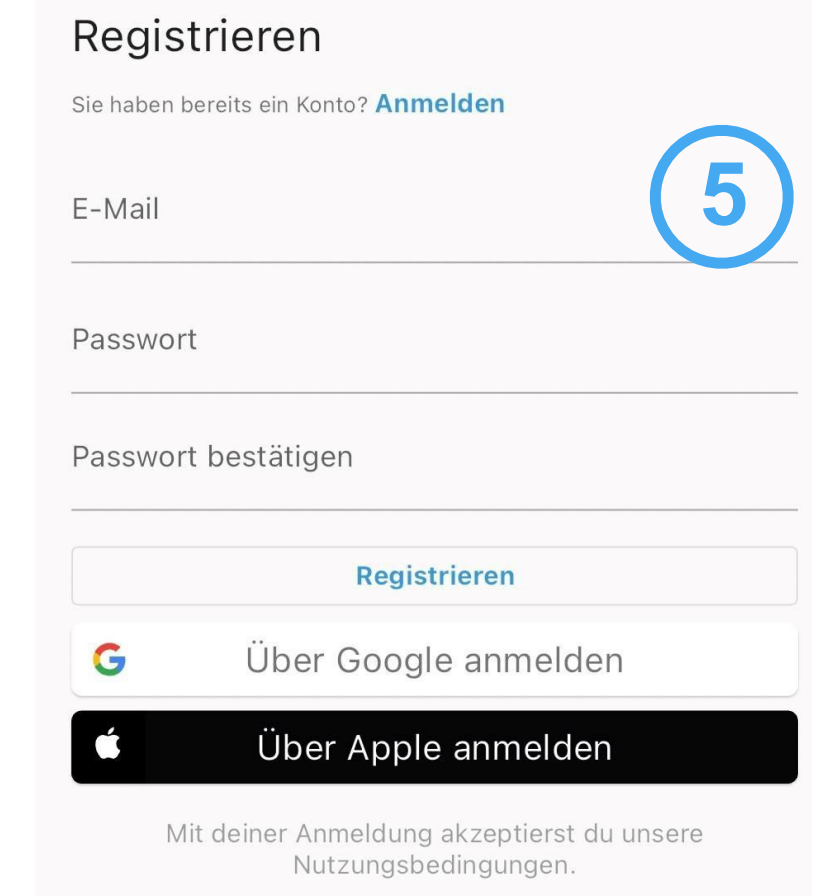 Registrieren
Sie haben bereits ein Konto? Anmelden
5
E-Mail
Passwort
Passwort bestätigen
Registrieren
Über Google anmelden
Über Apple anmelden
Mit deiner Anmeldung akzeptierst du unsere
Nutzungsbedingungen.